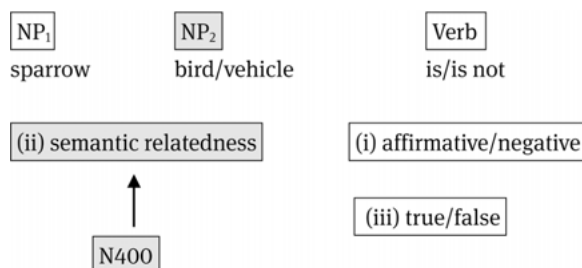 NP₁ NP₂ Verb
sparrow bird/vehicle is/is not
(ii) semantic relatedness (i) affirmative/negative
(iii) true/false
N400